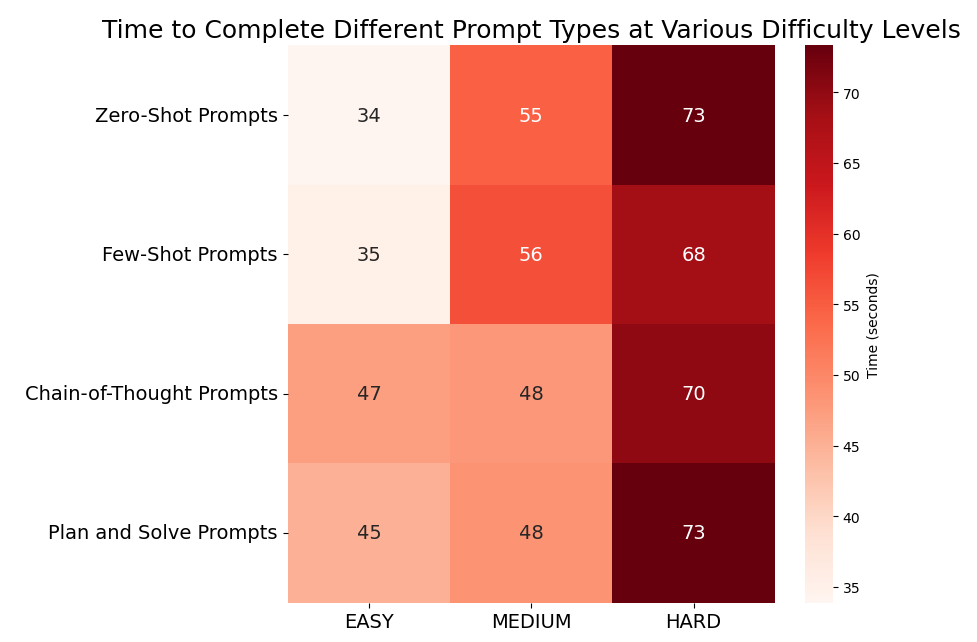 Time to Complete Different Prompt Types at Various Difficulty Levels
Zero-Shot Prompts 34 55 73
Few-Shot Prompts 35 56 68
Chain-of-Thought Prompts 47 48 70
Plan and Solve Prompts 45 48 73
EASY MEDIUM HARD
70
65
60
55
50
45
40
35
Time (seconds)